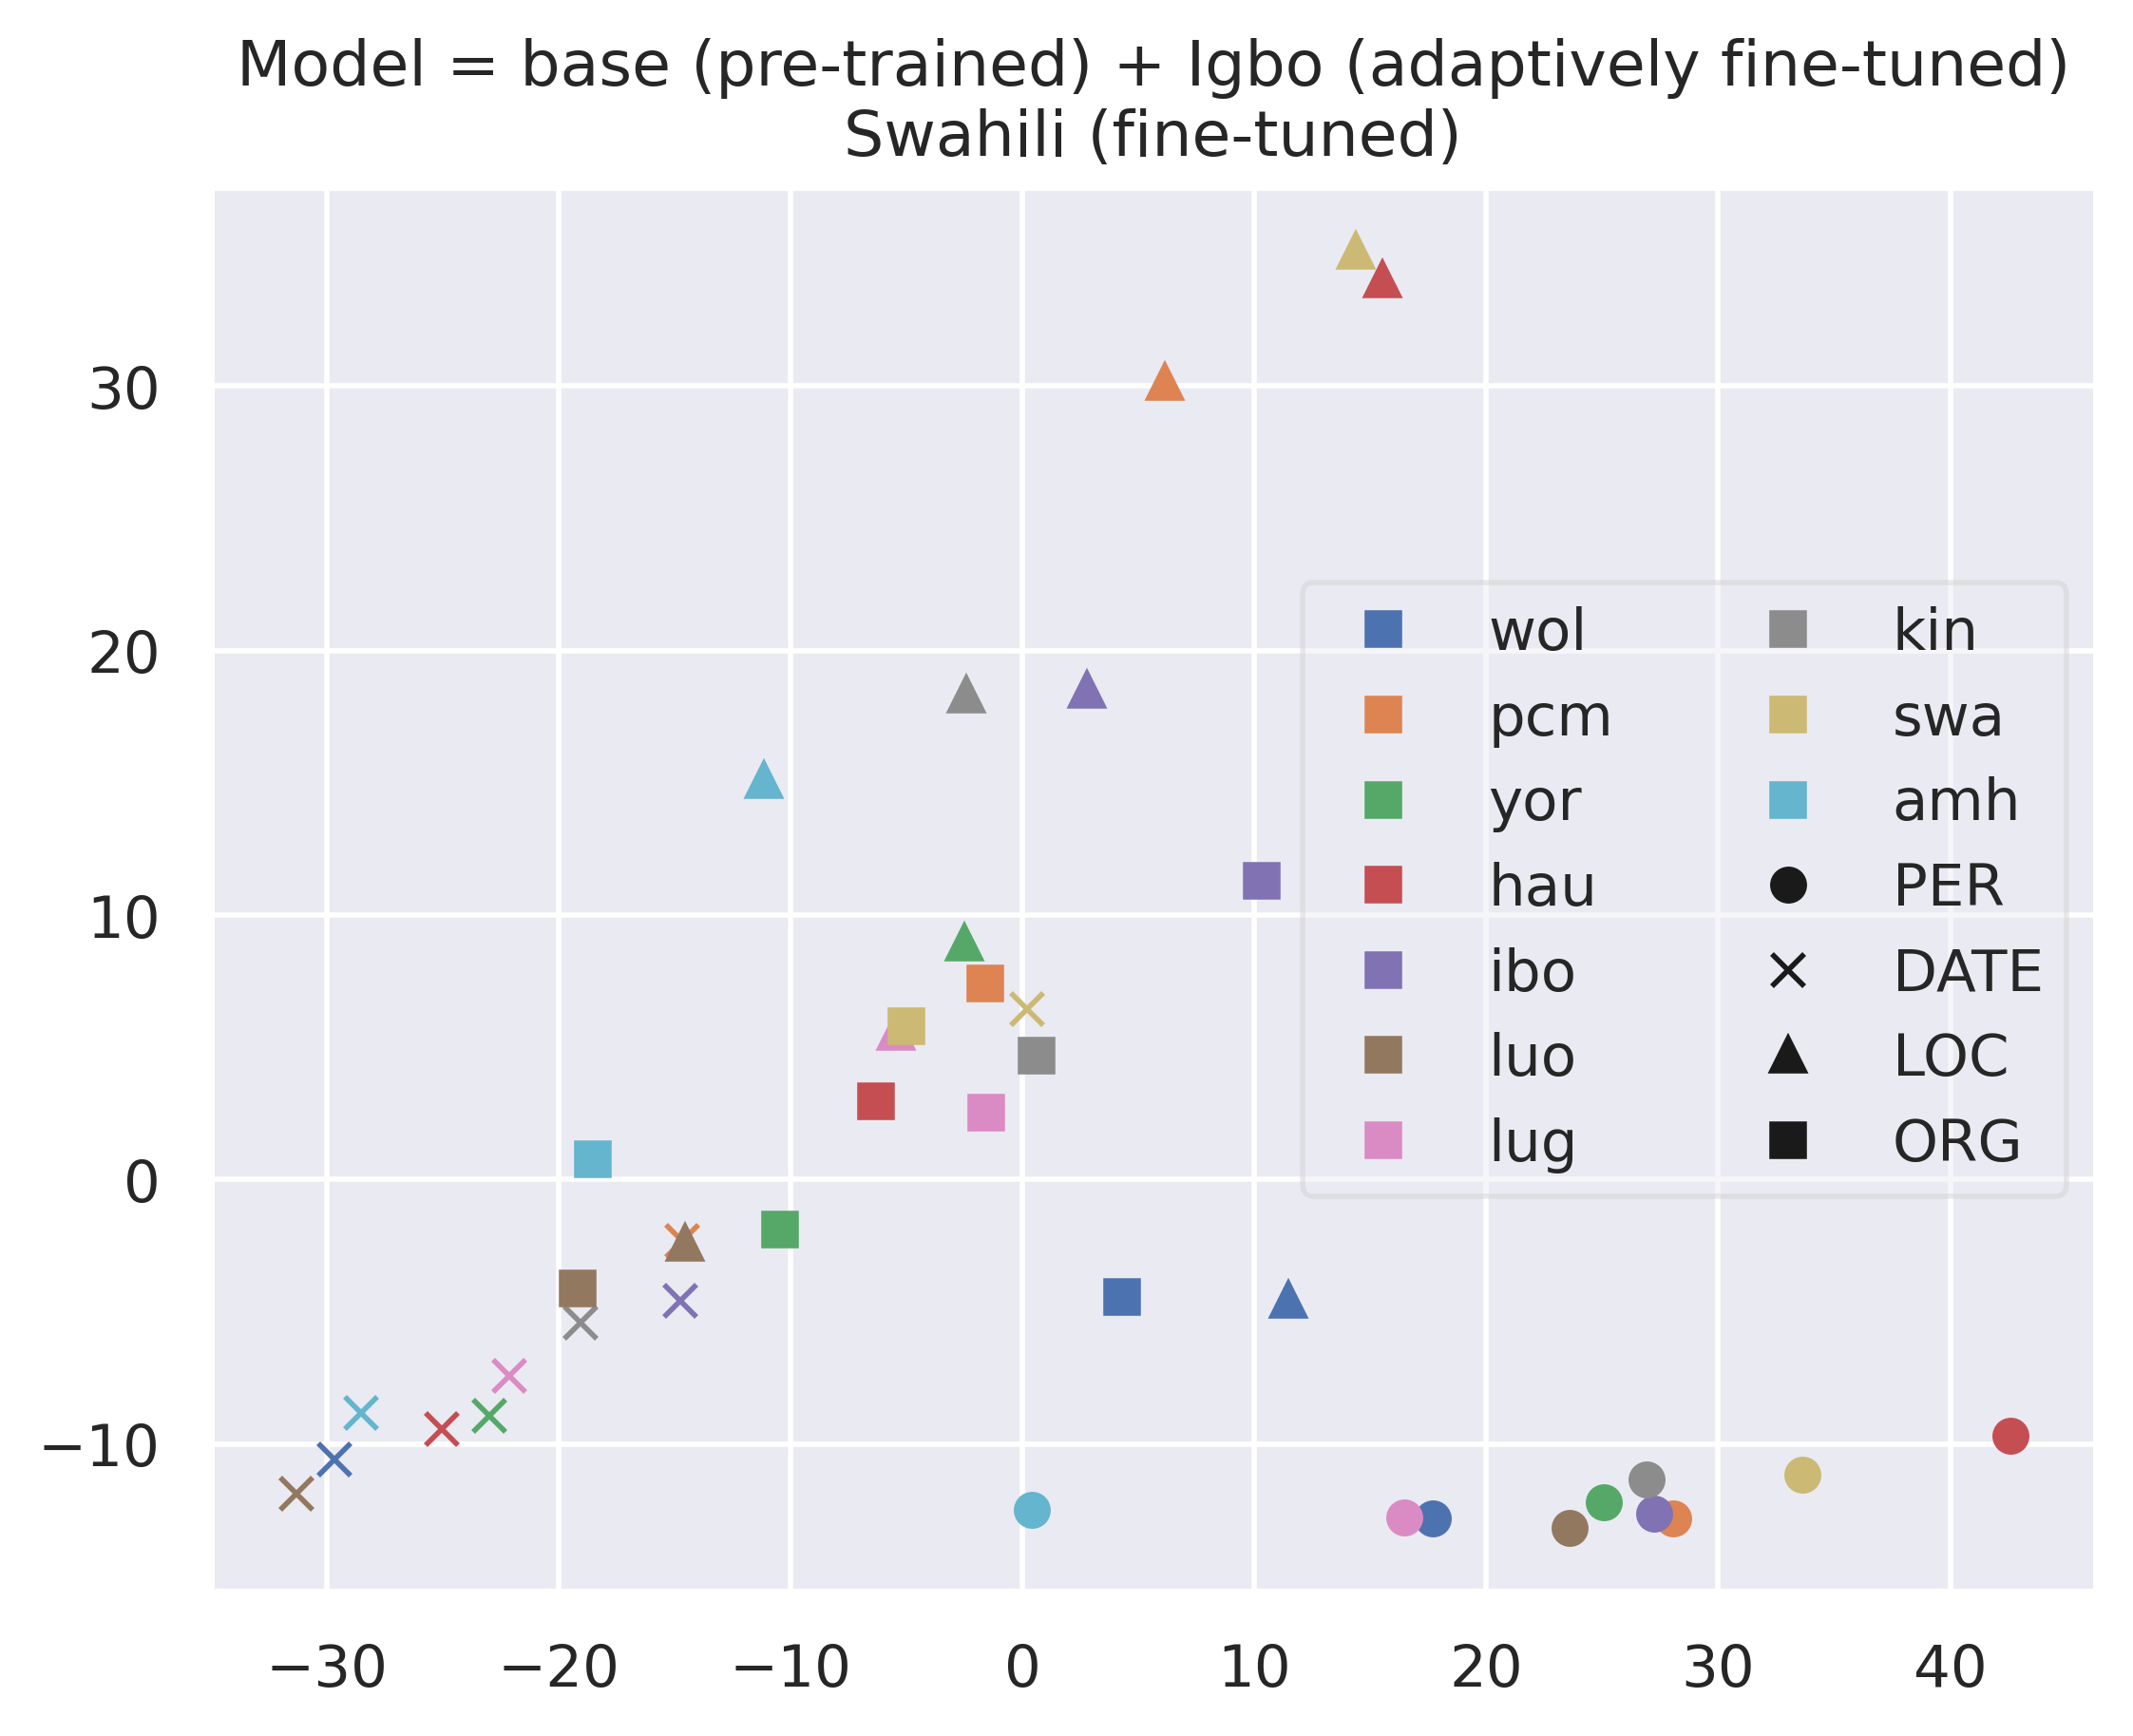 Model = base (pre-trained) + Igbo (adaptively fine-tuned)
Swahili (fine-tuned)
30
20
10
0
−10
wol
pcm
yor
hau
ibo
luo
lug
kin
swa
amh
PER
DATE
LOC
ORG
−30 −20 −10 0 10 20 30 40